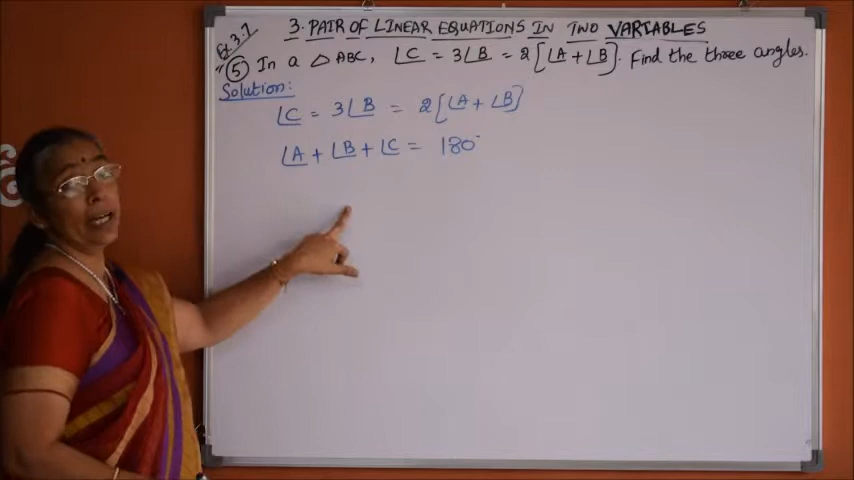 Ex 3.7
3. PAIR OF LINEAR EQUATIONS IN TWO VARIABLES
5 In a △ ABC, ∠C = 3∠B = 2[∠A + ∠B]. Find the three angles.
Solution:
∠C = 3∠B = 2[∠A + ∠B]
∠A + ∠B + ∠C = 180°